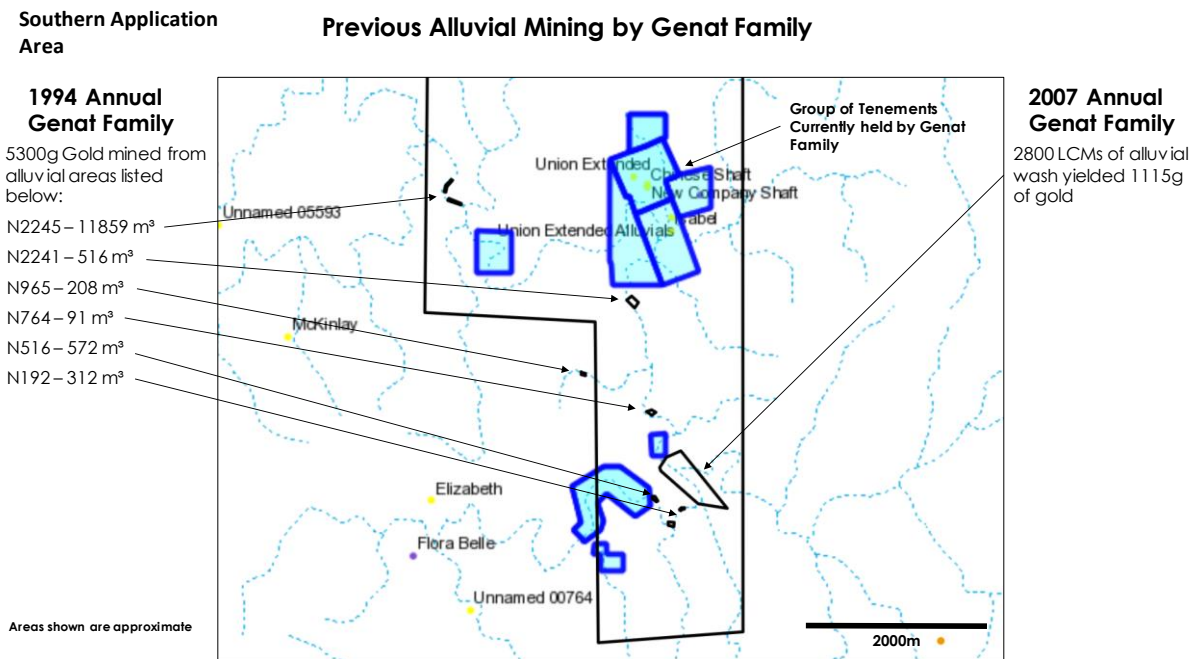 Southern Application
Area
Previous Alluvial Mining by Genat Family
1994 Annual
Genat Family
5300g Gold mined from
alluvial areas listed
below:
N2245 – 11859 m³
N2241 – 516 m³
N965 – 208 m³
N764 – 91 m³
N516 – 572 m³
N192 – 312 m³
Areas shown are approximate
Group of Tenements
Currently held by Genat
Family
Union Extended
New Company Shaft
Unnamed 05593
Union Extended Alluvials
McKinlay
Elizabeth
Flora Belle
Unnamed 00764
2000m
2007 Annual
Genat Family
2800 LCMs of alluvial
wash yielded 1115g
of gold